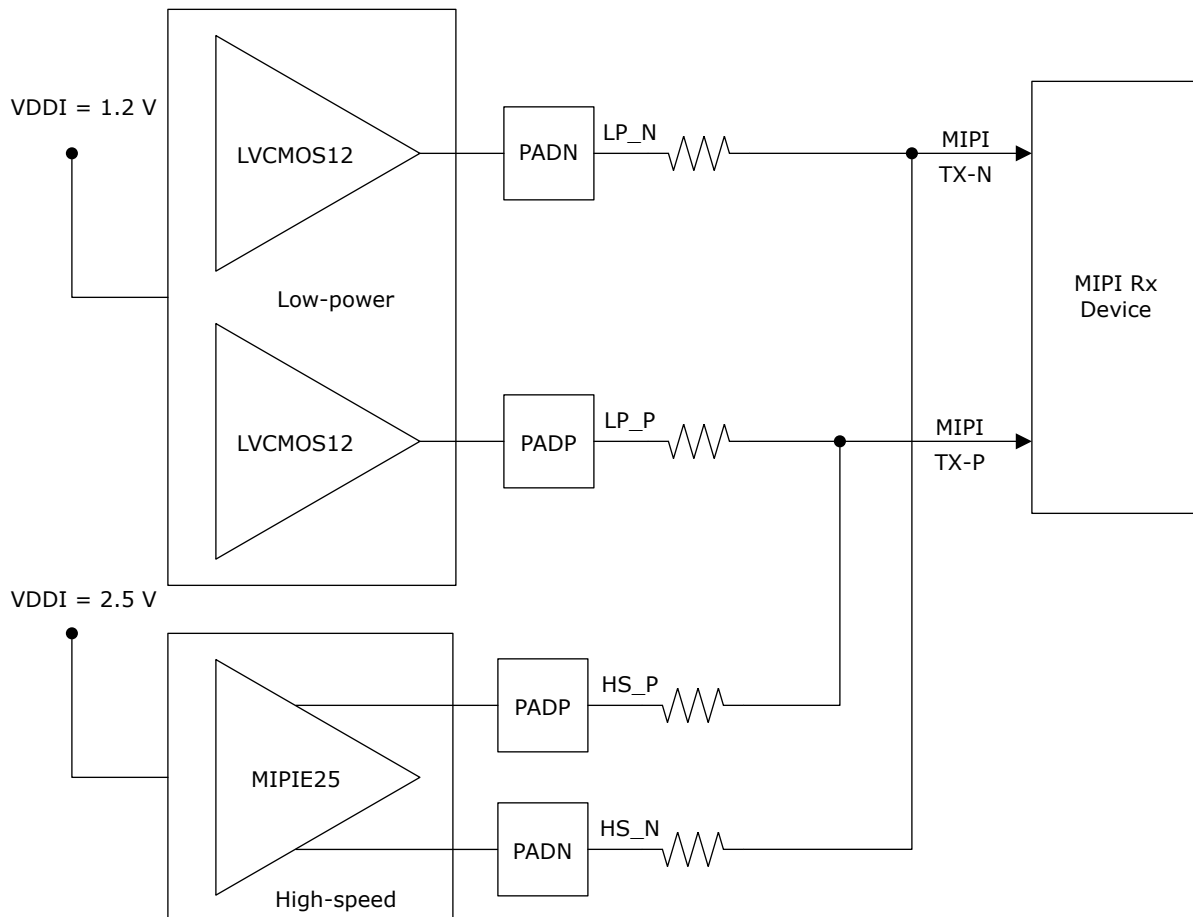 VDDI = 1.2 V
LVCMOS12
PADN
LP_N
MIPI
TX-N
Low-power
MIPI Rx
Device
LVCMOS12
PADP
LP_P
MIPI
TX-P
VDDI = 2.5 V
MIPIE25
PADP
HS_P
PADN
HS_N
High-speed